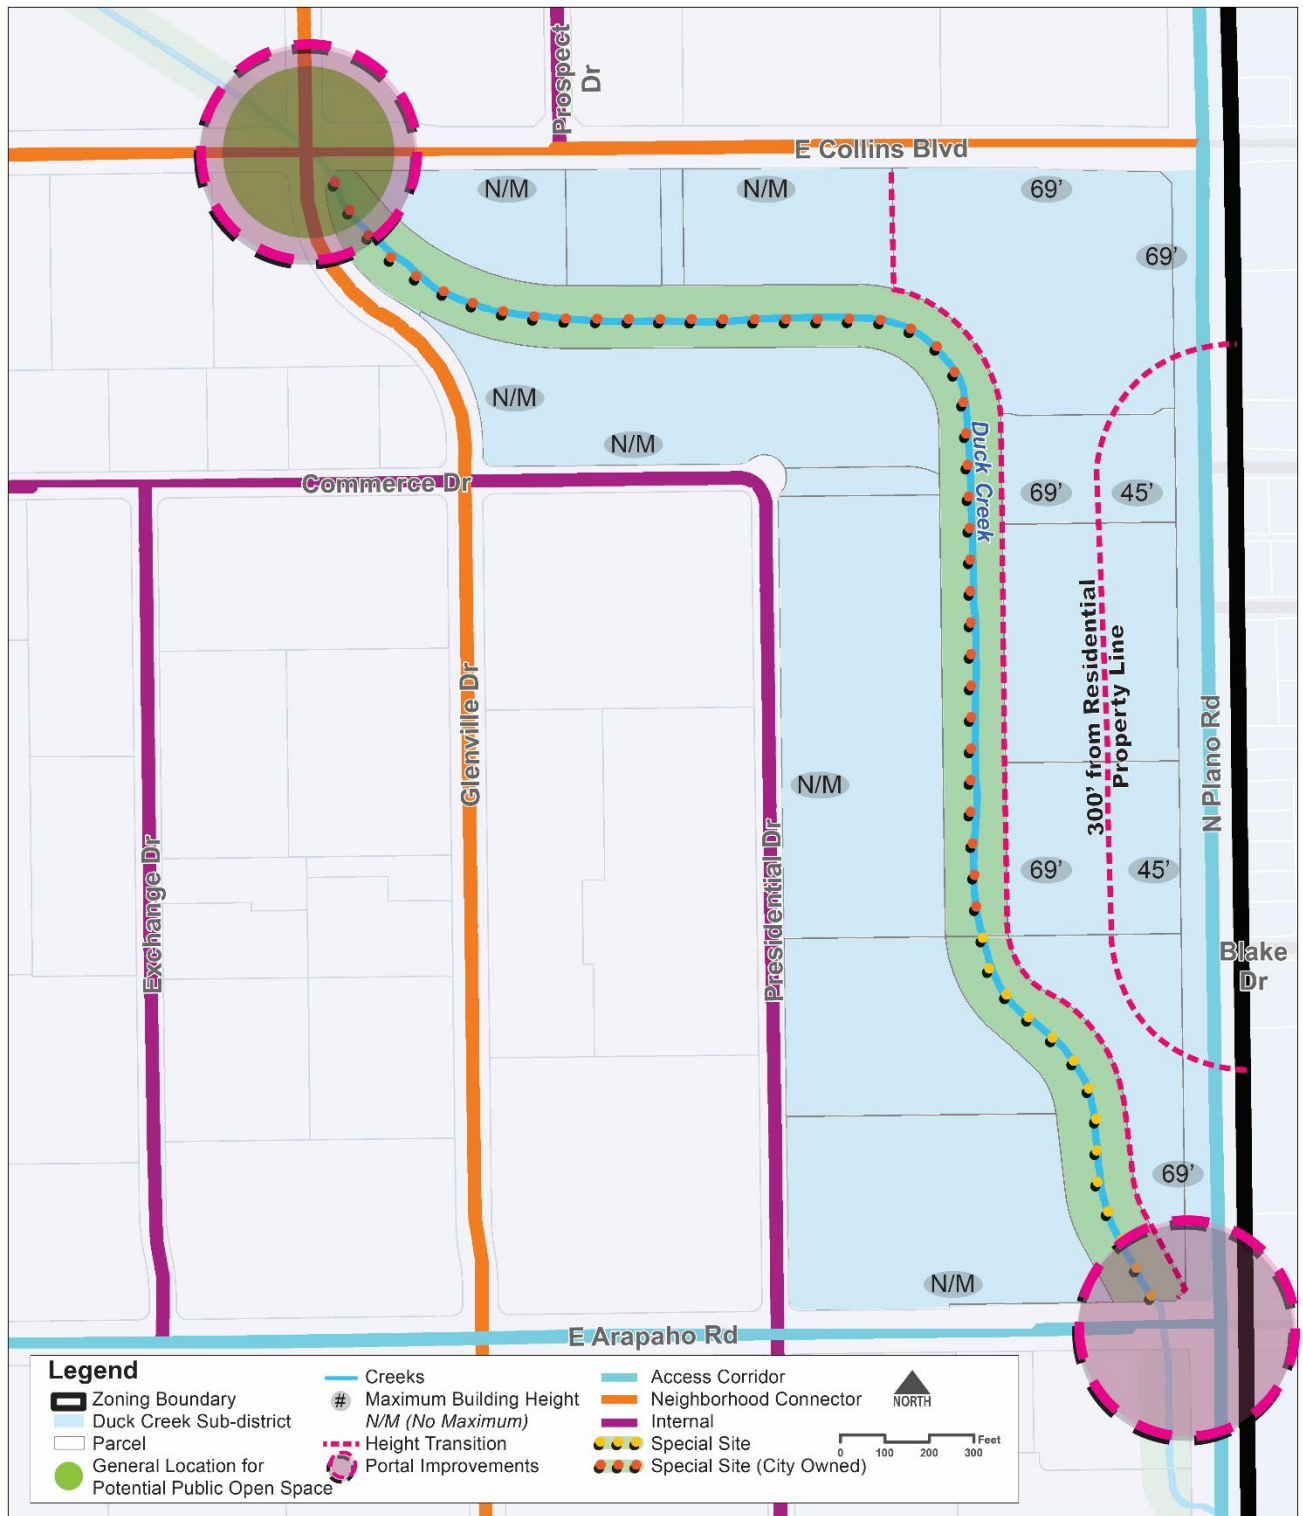 Prospect
Dr
E Collins Blvd
N/M
N/M
69'
69'
N/M
N/M
Duck Creek
Commerce Dr
69'
45'
300' from Residential
Property Line
Glenville Dr
N Plano Rd
N/M
Exchange Dr
Presidential Dr
69'
45'
Blake
Dr
69'
N/M
E Arapaho Rd
Legend
Zoning Boundary
Duck Creek Sub-district
Parcel
General Location for
Potential Public Open Space
Creeks
# Maximum Building Height
N/M (No Maximum)
Height Transition
Portal Improvements
Access Corridor
Neighborhood Connector
Internal
Special Site
Special Site (City Owned)
NORTH
Feet
0 100 200 300